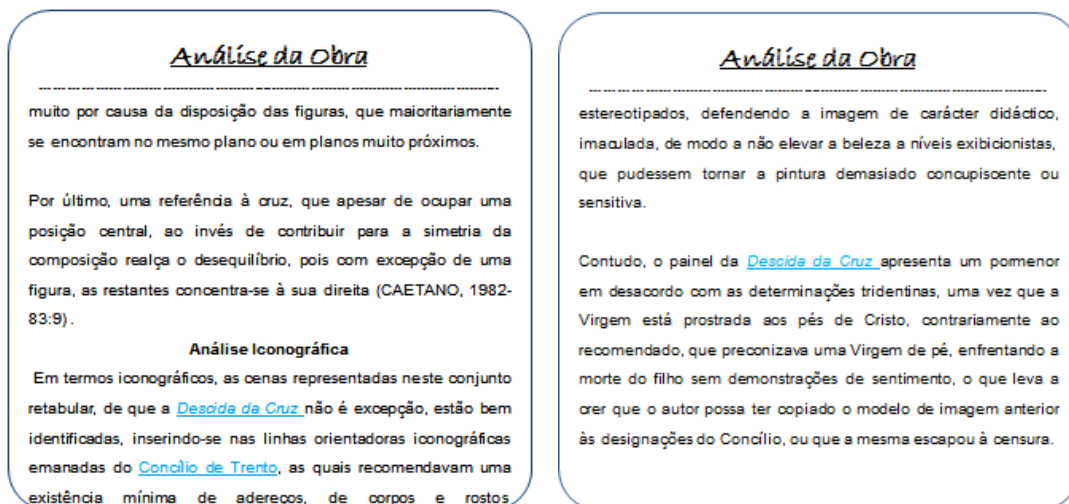 Análise da Obra
muito por causa da disposição das figuras, que maioritariamente
se encontram no mesmo plano ou em planos muito próximos.
Por último, uma referência à cruz, que apesar de ocupar uma
posição central, ao invés de contribuir para a simetria da
composição realça o desequilíbrio, pois com excepção de uma
figura, as restantes concentra-se à sua direita (CAETANO, 1982-
83:9).
Análise Iconográfica
Em termos iconográficos, as cenas representadas neste conjunto
retabular, de que a Descida da Cruz não é excepção, estão bem
identificadas, inserindo-se nas linhas orientadoras iconográficas
emanadas do Concílio de Trento, as quais recomendavam uma
existência mínima de adereços, de corpos e rostos
Análise da Obra
estereotipados, defendendo a imagem de carácter didáctico,
imaculada, de modo a não elevar a beleza a níveis exibicionistas,
que pudessem tornar a pintura demasiado concupiscente ou
sensitiva.
Contudo, o painel da Descida da Cruz apresenta um pormenor
em desacordo com as determinações tridentinas, uma vez que a
Virgem está prostrada aos pés de Cristo, contrariamente ao
recomendado, que preconizava uma Virgem de pé, enfrentando a
morte do filho sem demonstrações de sentimento, o que leva a
crer que o autor possa ter copiado o modelo de imagem anterior
às designações do Concílio, ou que a mesma escapou à censura.